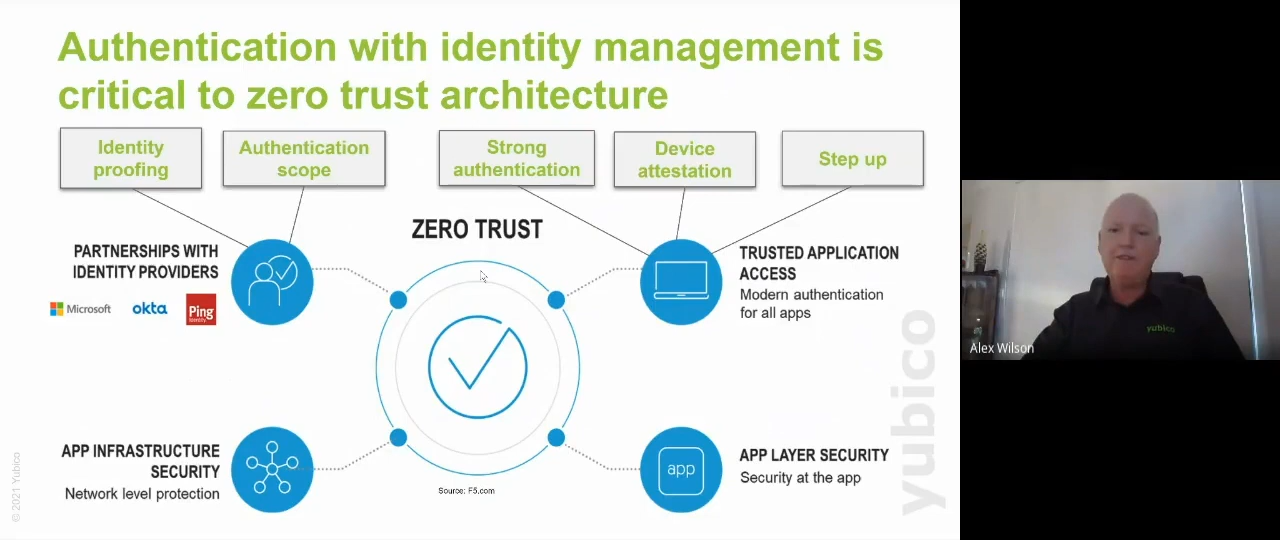 Authentication with identity management is
critical to zero trust architecture
Identity
proofing
Authentication
scope
Strong
authentication
Device
attestation
Step up
ZERO TRUST
PARTNERSHIPS WITH
IDENTITY PROVIDERS
Microsoft
okta
Ping
Identity
TRUSTED APPLICATION
ACCESS
Modern authentication
for all apps
APP INFRASTRUCTURE
SECURITY
Network level protection
APP LAYER SECURITY
Security at the app
app
Source: F5.com
© 2021 Yubico
yubico
yubico
Alex Wilson